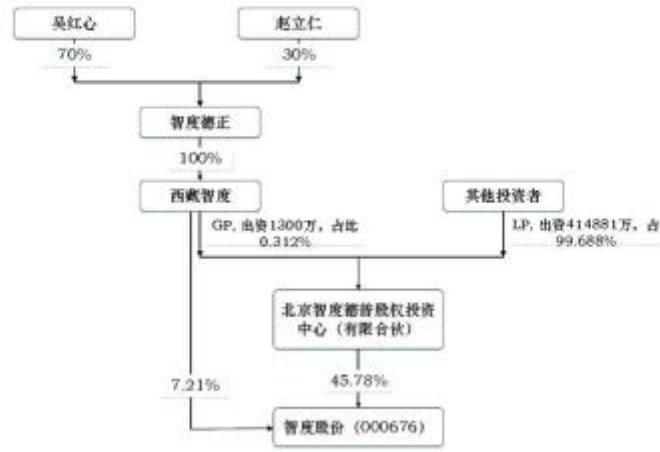 吴红心
赵立仁
70%
30%
智度德正
100%
西藏智度
其他投资者
GP, 出资1300万, 占比
0.312%
LP, 出资414881万, 占
99.688%
北京智度德普股权投资
中心（有限合伙）
7.21%
45.78%
智度股份（000676）